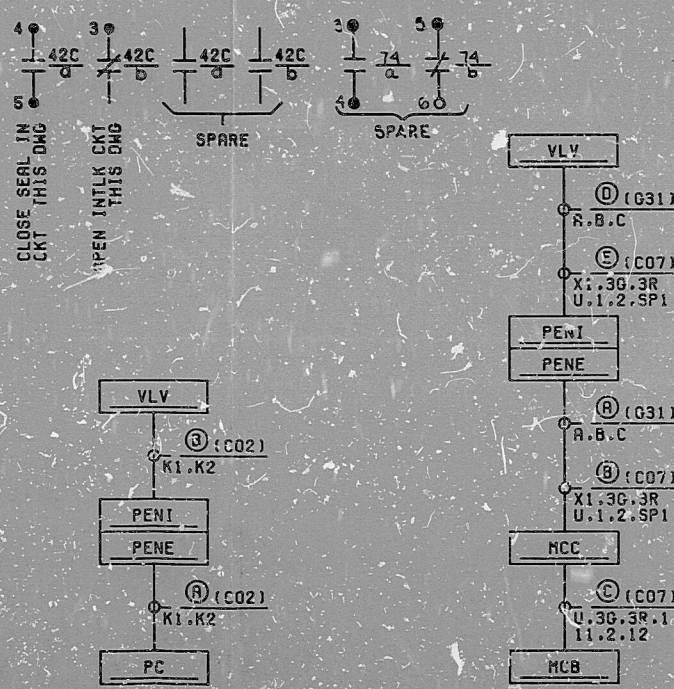 4 3 3 5
42C 42C 42C 42C 74 74
a b a b a b
5 4 6
SPARE SPARE
CLOSE SEAL IN
CKT THIS DWG
PEN INTLK CKT
THIS DWG
VLV
D (G31)
A.B.C
E (C07)
X1.3G.3R
U.1.2.SP1
PENI
PENE
A (G31)
A.B.C
B (C07)
X1.3G.3R
U.1.2.SP1
MCC
C (C07)
U.3G.3R.1
11.2.12
MCB
VLV
B (C02)
K1.K2
PENI
PENE
A (C02)
K1.K2
PC